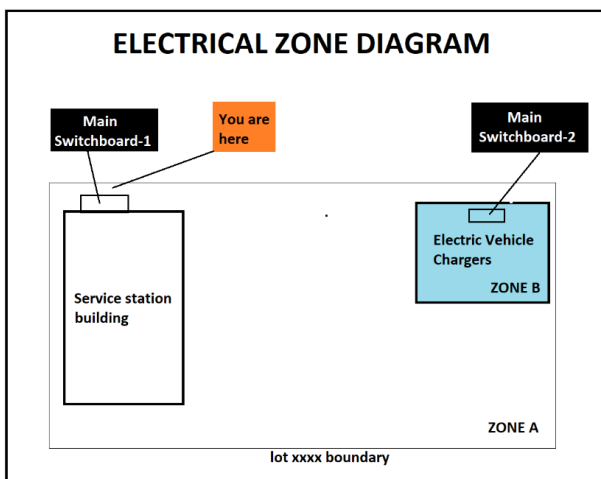 ELECTRICAL ZONE DIAGRAM
Main
Switchboard-1
You are
here
Main
Switchboard-2
Electric Vehicle
Chargers
ZONE B
Service station
building
ZONE A
lot xxxx boundary